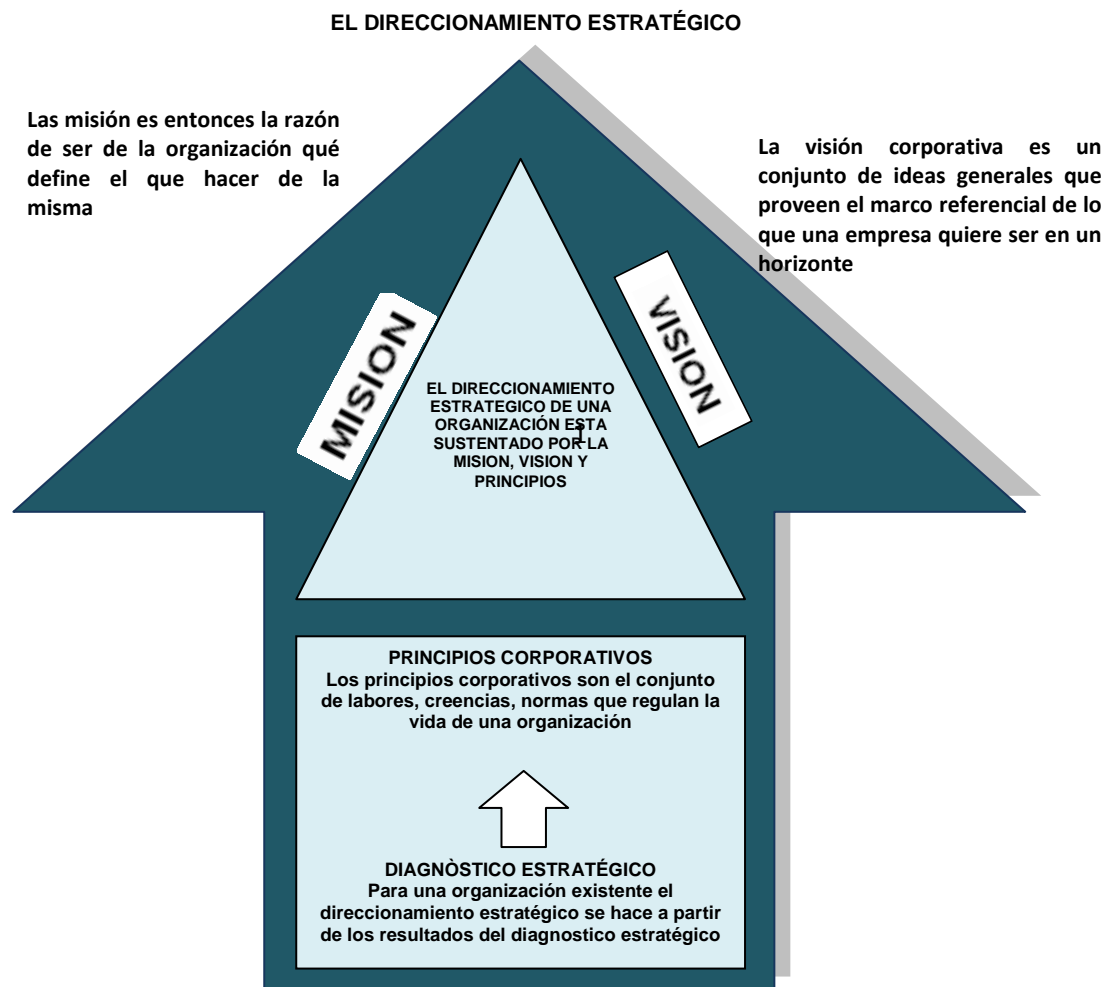 EL DIRECCIONAMIENTO ESTRATÉGICO
Las misión es entonces la razón
de ser de la organización qué
define el que hacer de la
misma
La visión corporativa es un
conjunto de ideas generales que
proveen el marco referencial de lo
que una empresa quiere ser en un
horizonte
MISION
VISION
EL DIRECCIONAMIENTO
ESTRATEGICO DE UNA
ORGANIZACIÓN ESTA
SUSTENTADO POR LA
MISION, VISION Y
PRINCIPIOS
1
PRINCIPIOS CORPORATIVOS
Los principios corporativos son el conjunto
de labores, creencias, normas que regulan la
vida de una organización
DIAGNÒSTICO ESTRATÉGICO
Para una organización existente el
direccionamiento estratégico se hace a partir
de los resultados del diagnostico estratégico